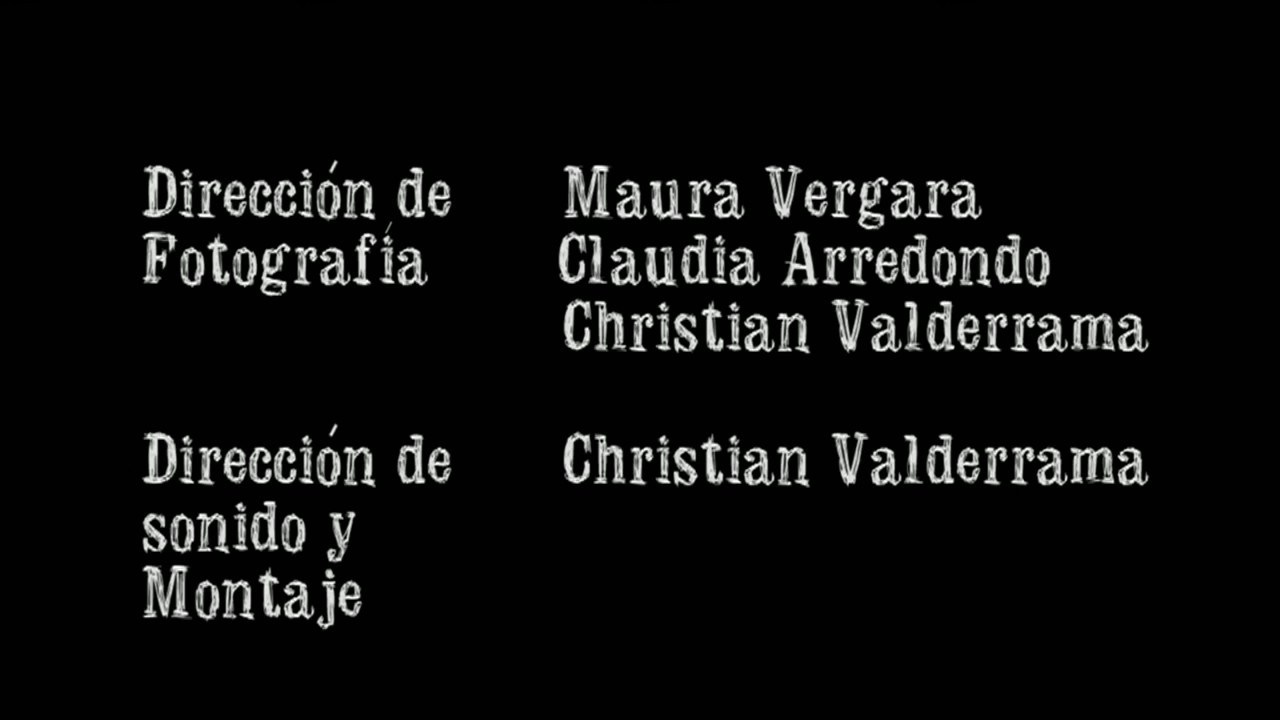 Dirección de Maura Vergara
Fotografía Claudia Arredondo
Christian Valderrama
Dirección de Christian Valderrama
sonido y
Montaje